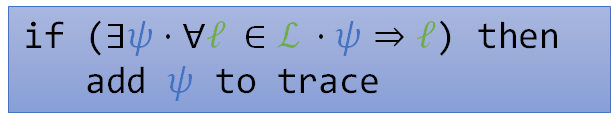 if (∃ψ · ∀ℓ ∈ ℒ · ψ ⇒ ℓ) then
add ψ to trace